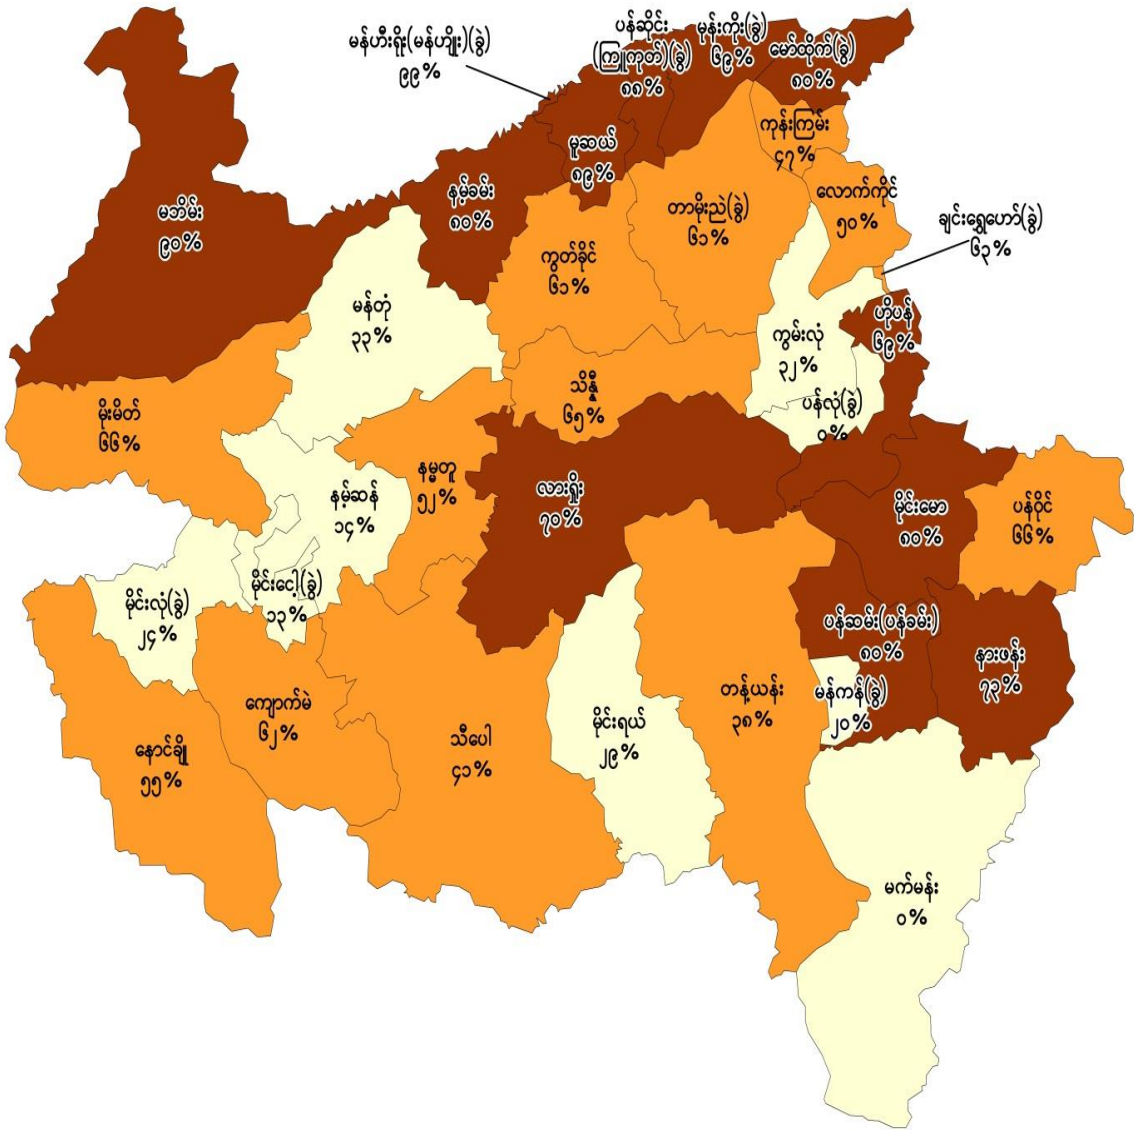 မန်ဟီးရိုး(မန်ဟျိုး)(ခွဲ)
၉၉%
ပန်ဆိုင်း
(ကြူကုတ်)(ခွဲ)
၈၈%
မုန်းကိုး(ခွဲ)
၆၉%
မော်ထိုက်(ခွဲ)
၈၀%
ကုန်းကြမ်း
၄၇%
မူဆယ်
၈၉%
နမ့်ခမ်း
၈၀%
မဘိမ်း
၉၀%
လောက်ကိုင်
၅၀%
တာမိုးညဲ(ခွဲ)
၆၁%
ချင်းရွှေဟော်(ခွဲ)
၆၃%
ကွတ်ခိုင်
၆၁%
မန်တုံ
၃၃%
ဟိုပန်
၆၉%
ကွမ်းလုံ
၃၂%
သိန္နီ
၆၅%
ပန်လုံ(ခွဲ)
၀%
မိုးမိတ်
၆၆%
နမ္မတူ
၅၂%
နမ့်ဆန်
၁၄%
လားရှိုး
၇၀%
မိုင်းမော
၈၀%
ပန်ဝိုင်
၆၆%
မိုင်းငေါ့(ခွဲ)
၁၃%
မိုင်းလုံ(ခွဲ)
၂၄%
ပန်ဆမ်း(ပန်ခမ်း)
၈၀%
နားဖန်း
၇၃%
ကျောက်မဲ
၆၂%
တန့်ယန်း
၃၈%
မန်ကန်(ခွဲ)
၂၀%
မိုင်းရယ်
၂၉%
သီပေါ
၄၁%
နောင်ချို
၅၅%
မက်မန်း
၀%